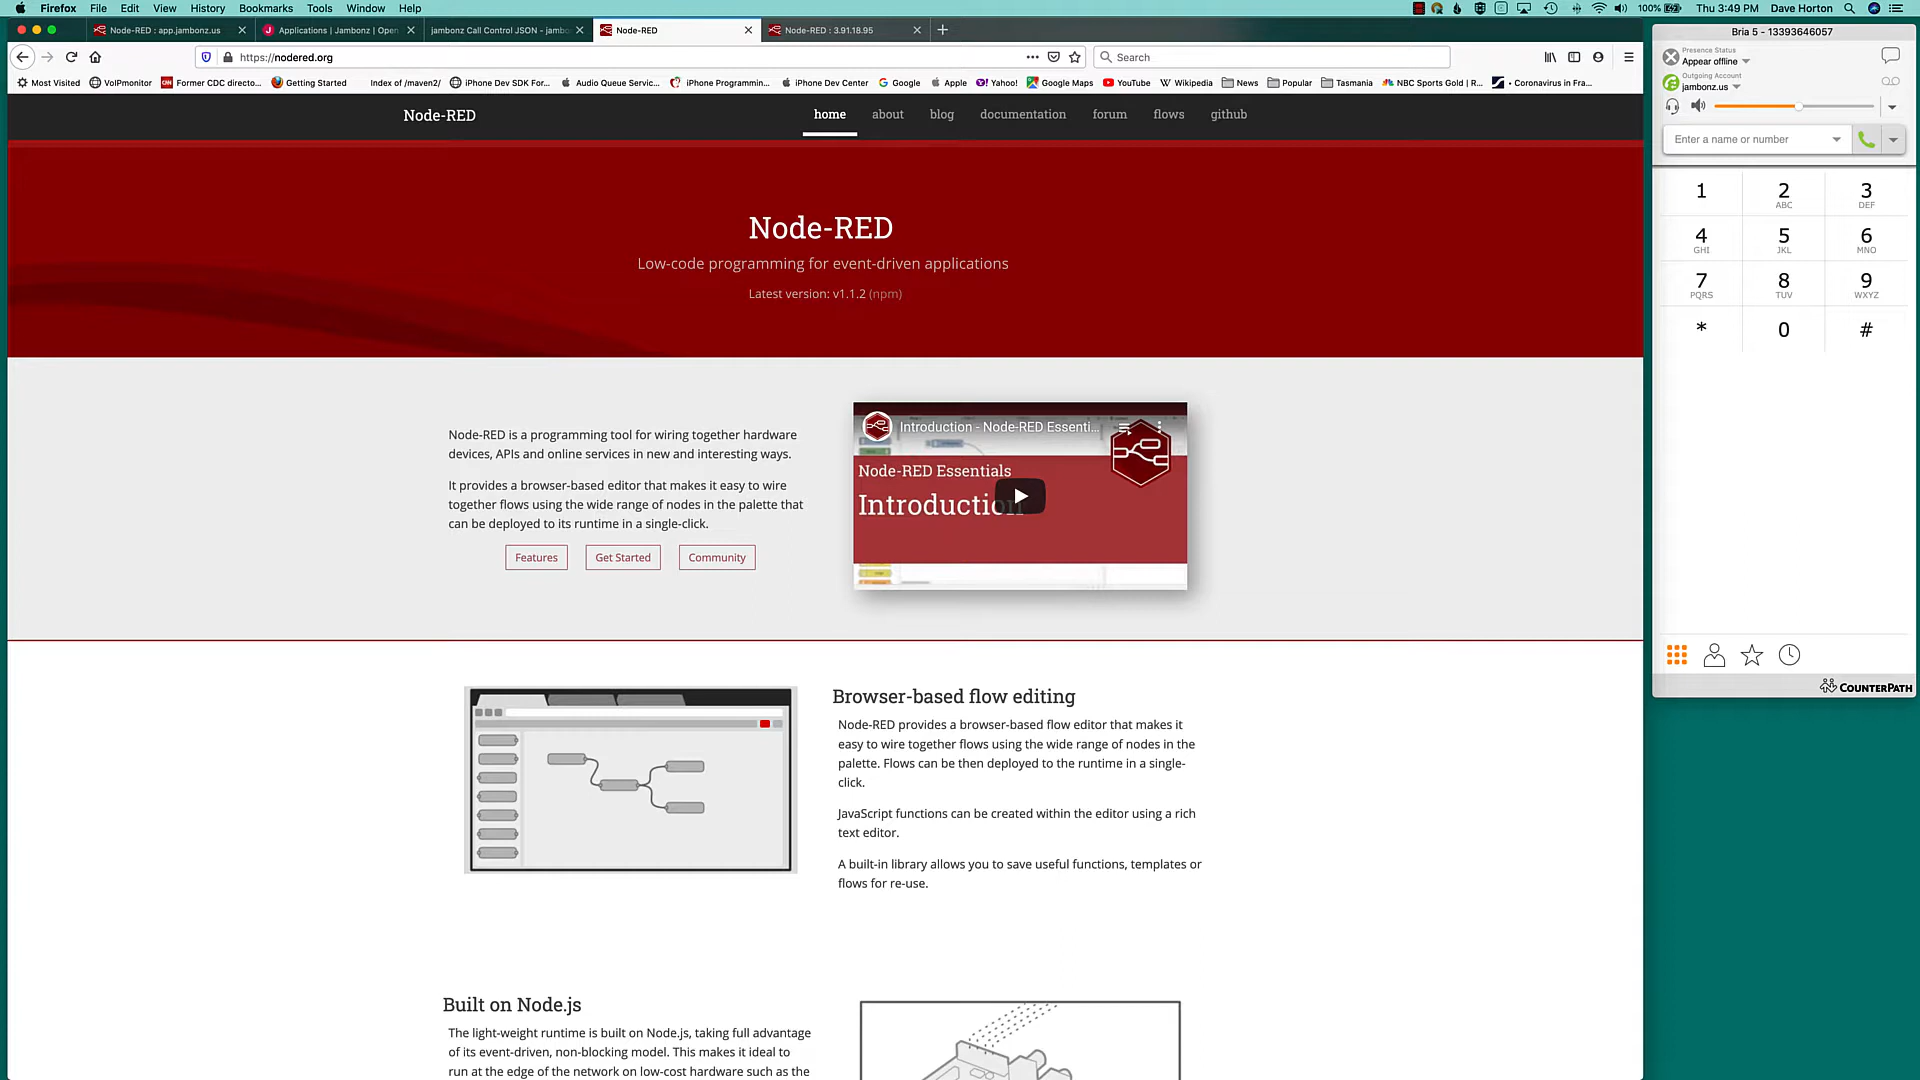 Firefox File Edit View History Bookmarks Tools Window Help
100% Thu 3:49 PM Dave Horton
Node-RED : app.jambonz.us
Applications | Jambonz | Open
jambonz Call Control JSON - jambo
Node-RED
Node-RED : 3.91.18.95
https://nodered.org
Search
Most Visited VoIPmonitor Former CDC directo... Getting Started Index of /maven2/ iPhone Dev SDK For... Audio Queue Servic... iPhone Programmin... iPhone Dev Center Google Apple Yahoo! Google Maps YouTube Wikipedia News Popular Tasmania NBC Sports Gold | R... Coronavirus in Fra...
Node-RED
home about blog documentation forum flows github
Node-RED
Low-code programming for event-driven applications
Latest version: v1.1.2 (npm)
Node-RED is a programming tool for wiring together hardware
devices, APIs and online services in new and interesting ways.
It provides a browser-based editor that makes it easy to wire
together flows using the wide range of nodes in the palette that
can be deployed to its runtime in a single-click.
Features Get Started Community
Introduction - Node-RED Essenti...
Node-RED Essentials
Introduction
Browser-based flow editing
Node-RED provides a browser-based flow editor that makes it
easy to wire together flows using the wide range of nodes in the
palette. Flows can be then deployed to the runtime in a single-
click.
JavaScript functions can be created within the editor using a rich
text editor.
A built-in library allows you to save useful functions, templates or
flows for re-use.
Built on Node.js
The light-weight runtime is built on Node.js, taking full advantage
of its event-driven, non-blocking model. This makes it ideal to
run at the edge of the network on low-cost hardware such as the
Bria 5 - 13393646057
Presence Status
Appear offline
Outgoing Account
jambonz.us
Enter a name or number
1 2 3
ABC DEF
4 5 6
GHI JKL MNO
7 8 9
PQRS TUV WXYZ
* 0 #
COUNTERPATH